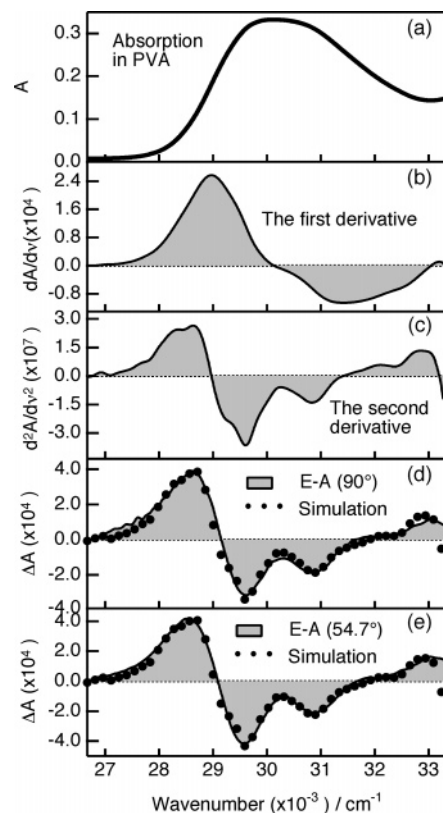 (a)
Absorption
in PVA
A
0.3
0.2
0.1
0.0
(b)
The first derivative
dA/dν(x10⁴)
2.4
1.6
0.8
0.0
-0.8
(c)
The second
derivative
d²A/dν² (x10⁷)
3.0
1.5
0.0
-1.5
-3.0
(d)
E-A (90°)
Simulation
ΔA (x10⁴)
4.0
2.0
0.0
-2.0
-4.0
(e)
E-A (54.7°)
Simulation
ΔA (x10⁴)
4.0
2.0
0.0
-2.0
-4.0
27 28 29 30 31 32 33
Wavenumber (x10⁻³) / cm⁻¹